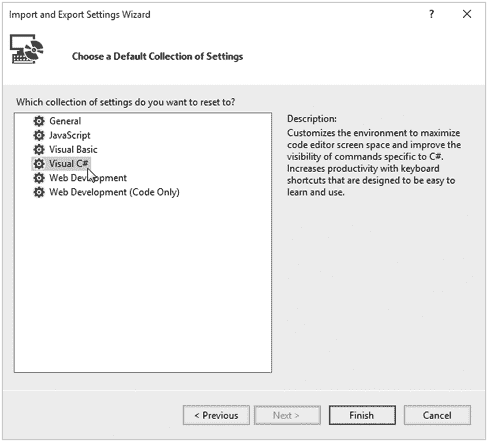 Import and Export Settings Wizard
?
Choose a Default Collection of Settings
Which collection of settings do you want to reset to?
General
JavaScript
Visual Basic
Visual C#
Web Development
Web Development (Code Only)
Description:
Customizes the environment to maximize
code editor screen space and improve the
visibility of commands specific to C#.
Increases productivity with keyboard
shortcuts that are designed to be easy to
learn and use.
< Previous
Next >
Finish
Cancel